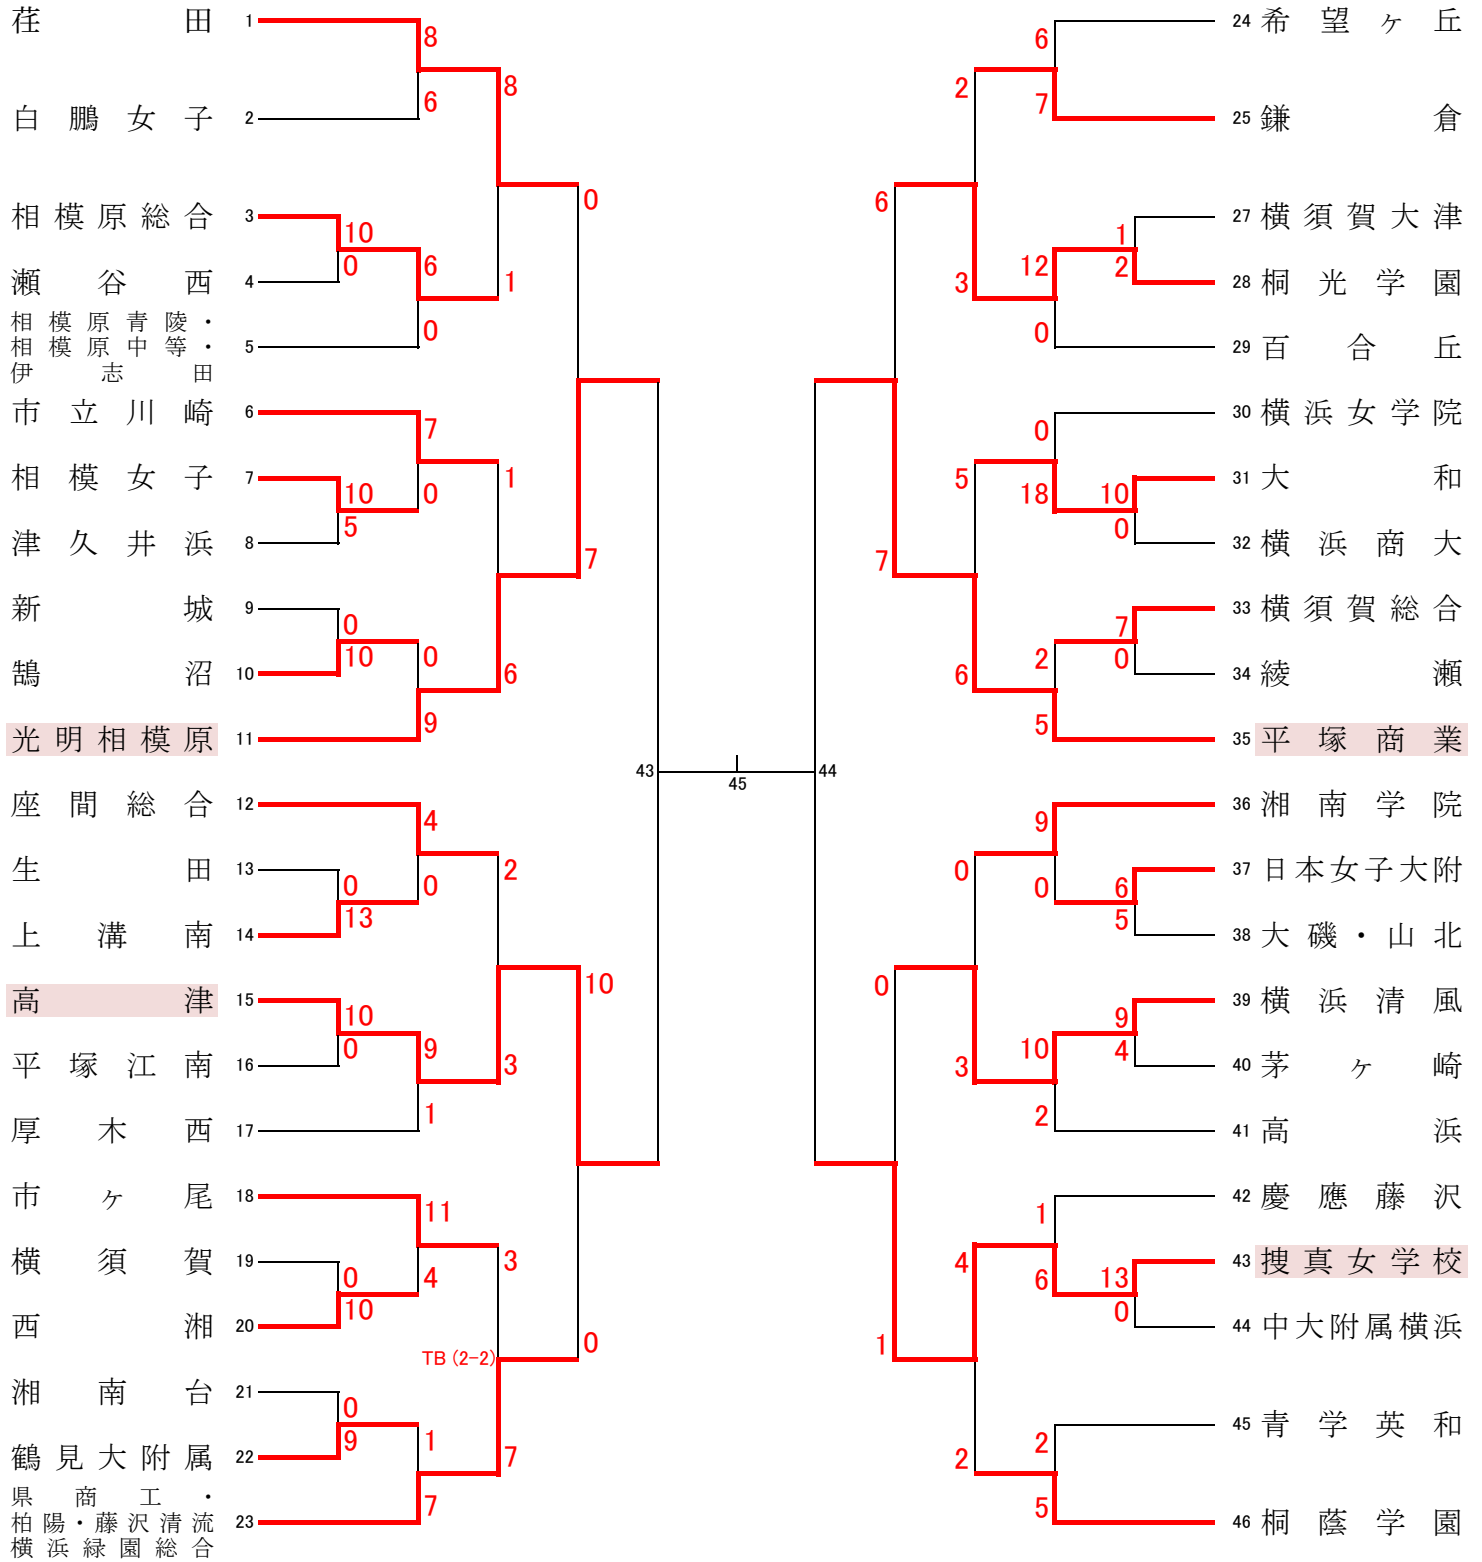 荏田 1
8
6
白鵬女子 2
8
相模原総合 3
10
0
瀬谷西 4
6
0
1
相模原青陵・
相模原中等・ 5
伊志田
0
市立川崎 6
7
0
相模女子 7
10
5
津久井浜 8
1
新城 9
0
10
鵠沼 10
0
9
光明相模原 11
6
7
座間総合 12
4
0
生田 13
0
13
上溝南 14
2
高津 15
10
0
平塚江南 16
9
1
厚木西 17
3
10
市ヶ尾 18
11
4
横須賀 19
0
10
西湘 20
3
TB(2-2)
湘南台 21
0
9
鶴見大附属 22
1
7
県商工・
柏陽・藤沢清流 23
横浜緑園総合
7
0
43
45
44
24 希望ヶ丘
6
7
25 鎌倉
2
27 横須賀大津
1
2
28 桐光学園
12
0
29 百合丘
3
6
30 横浜女学院
0
18
31 大和
10
0
32 横浜商大
5
33 横須賀総合
7
0
34 綾瀬
2
5
35 平塚商業
6
7
36 湘南学院
9
0
37 日本女子大附
6
5
38 大磯・山北
0
39 横浜清風
9
4
40 茅ヶ崎
10
2
41 高浜
3
0
42 慶應藤沢
1
6
43 捜真女学校
13
0
44 中大附属横浜
4
45 青学英和
2
5
46 桐蔭学園
2
1